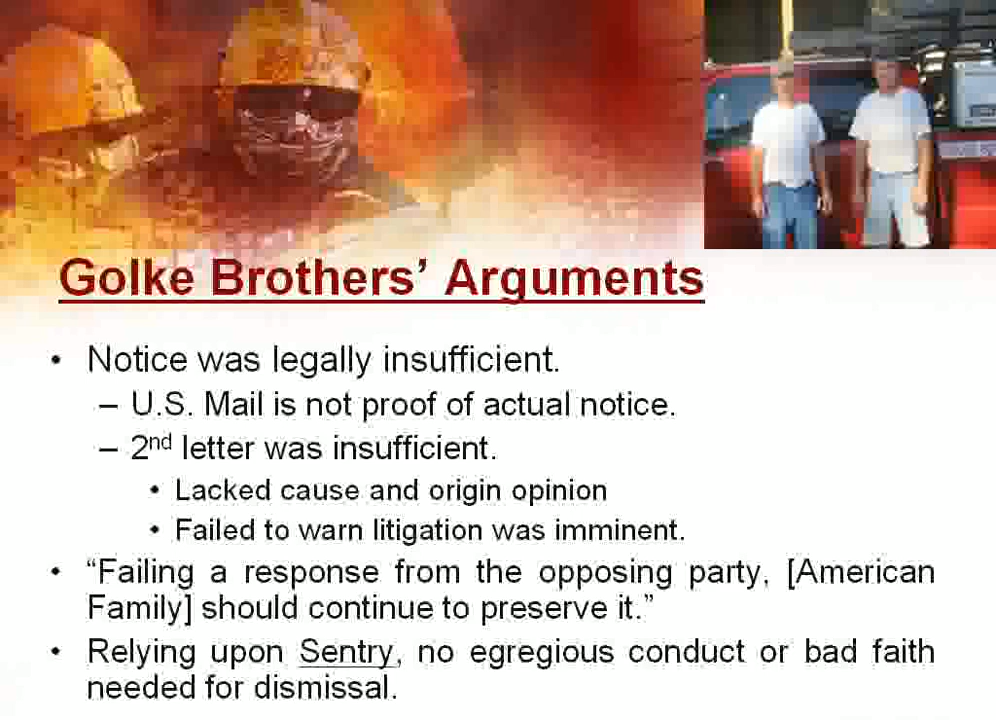 Golke Brothers’ Arguments
• Notice was legally insufficient.
– U.S. Mail is not proof of actual notice.
– 2nd letter was insufficient.
• Lacked cause and origin opinion
• Failed to warn litigation was imminent.
• “Failing a response from the opposing party, [American
Family] should continue to preserve it.”
• Relying upon Sentry, no egregious conduct or bad faith
needed for dismissal.